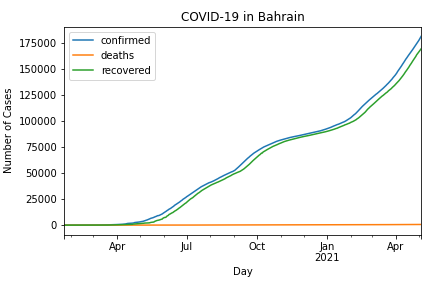 COVID-19 in Bahrain
confirmed
deaths
recovered
Number of Cases
175000
150000
125000
100000
75000
50000
25000
0
Apr
Jul
Oct
Jan
2021
Apr
Day